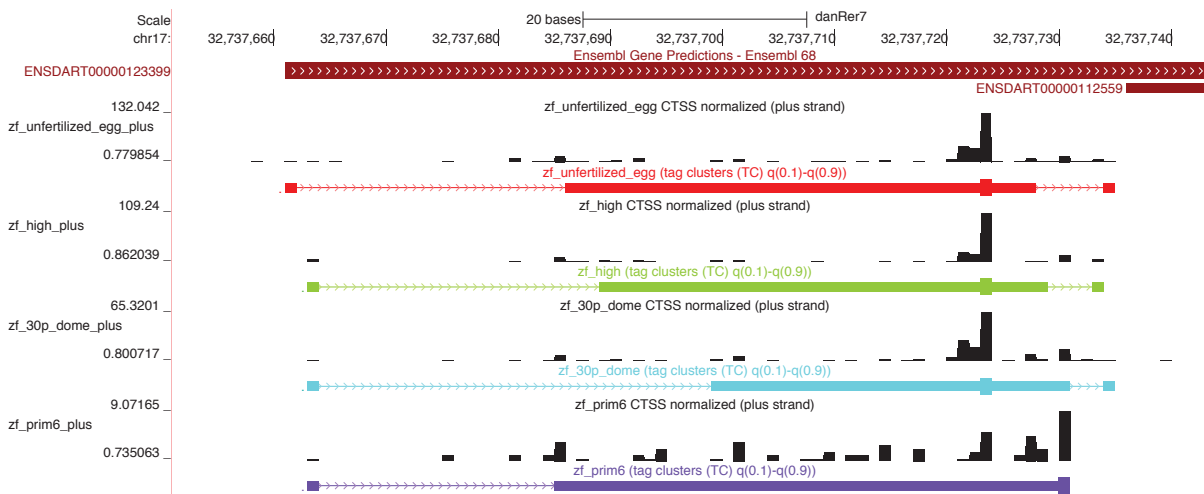 Scale 20 bases danRer7
chr17: 32,737,660 32,737,670 32,737,680 32,737,690 32,737,700 32,737,710 32,737,720 32,737,730 32,737,740
Ensembl Gene Predictions - Ensembl 68
ENSDART00000123399
ENSDART00000112559
zf_unfertilized_egg CTSS normalized (plus strand)
132.042 _
zf_unfertilized_egg_plus
0.779854 _
zf_unfertilized_egg (tag clusters (TC) q(0.1)-q(0.9))
zf_high CTSS normalized (plus strand)
109.24 _
zf_high_plus
0.862039 _
zf_high (tag clusters (TC) q(0.1)-q(0.9))
zf_30p_dome CTSS normalized (plus strand)
65.3201 _
zf_30p_dome_plus
0.800717 _
zf_30p_dome (tag clusters (TC) q(0.1)-q(0.9))
zf_prim6 CTSS normalized (plus strand)
9.07165 _
zf_prim6_plus
0.735063 _
zf_prim6 (tag clusters (TC) q(0.1)-q(0.9))